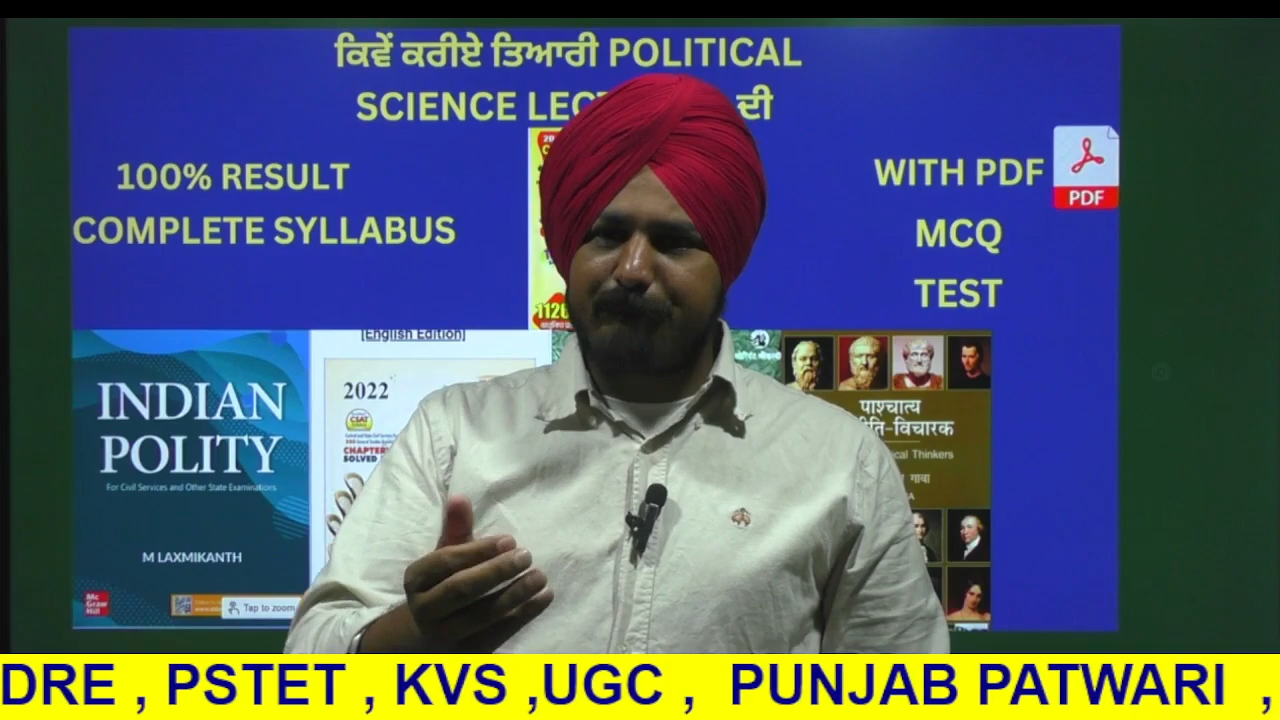 ਕਿਵੇਂ ਕਰੀਏ ਤਿਆਰੀ POLITICAL
SCIENCE ਦੀ
100% RESULT
COMPLETE SYLLABUS
WITH PDF
PDF
MCQ
TEST
[English Edition]
INDIAN
POLITY
For Civil Services and Other State Examinations
M LAXMIKANTH
Mc
Graw
Hill
Tap to zoom
2022
CSAT
SOLVED
पाश्चात्य
Thinkers
गाबा
DRE , PSTET , KVS ,UGC , PUNJAB PATWARI ,